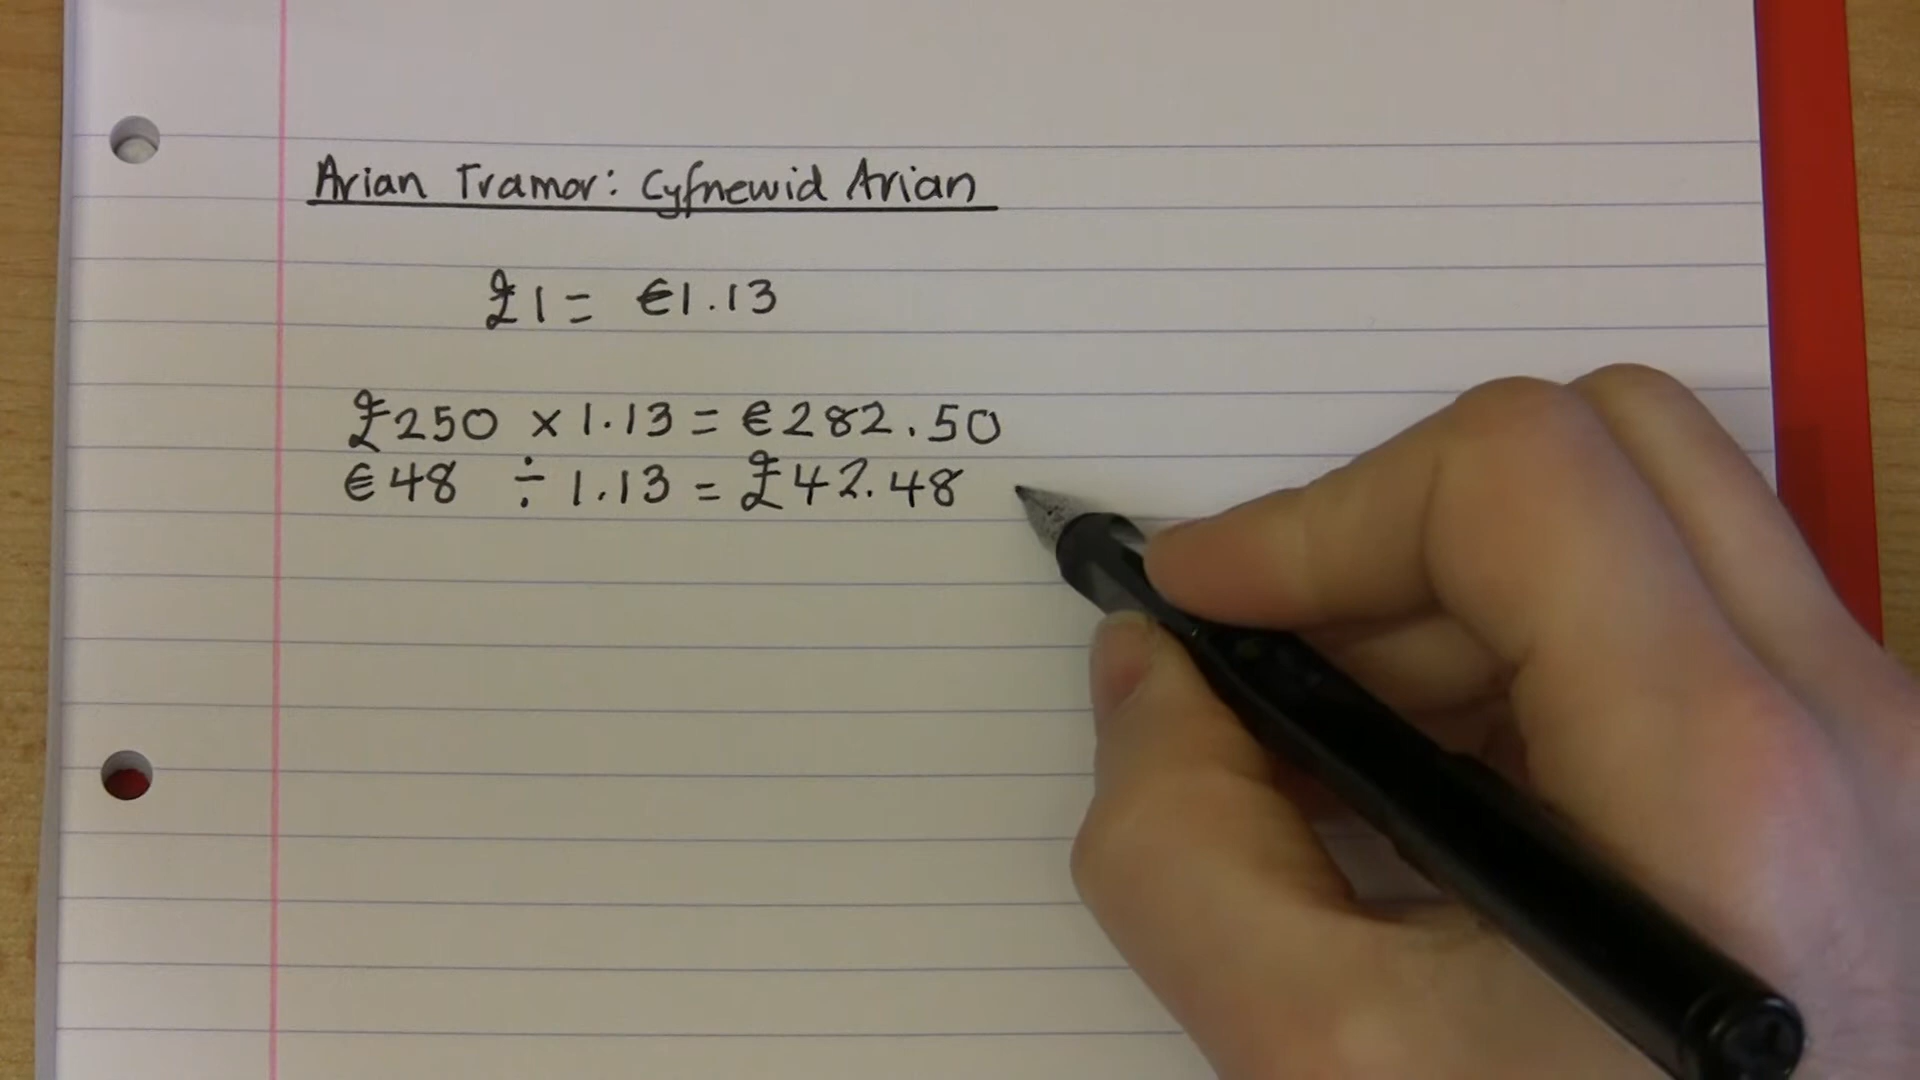 Arian Tramor: Cyfnewid Arian
£1 = €1.13
£250 × 1.13 = €282.50
€48 ÷ 1.13 = £42.48